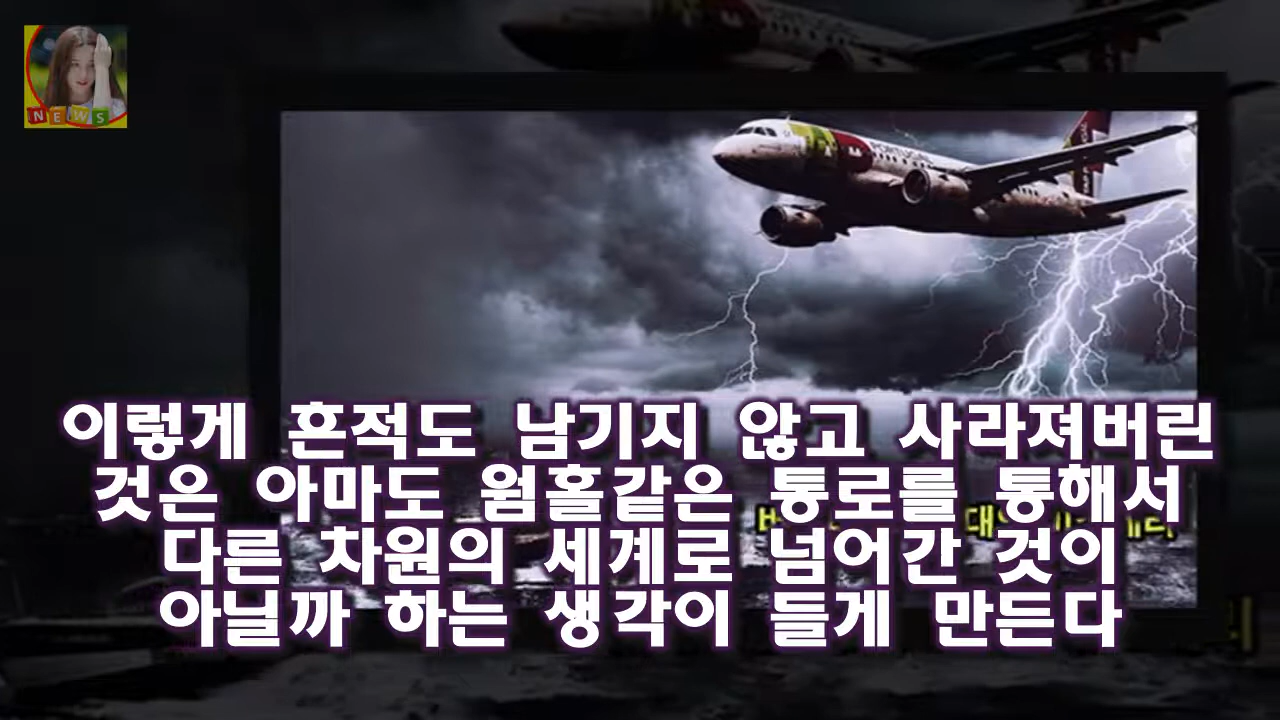 NEWS
PORTUGAL
이렇게 흔적도 남기지 않고 사라져버린
것은 아마도 웜홀같은 통로를 통해서
다른 차원의 세계로 넘어간 것이
아닐까 하는 생각이 들게 만든다